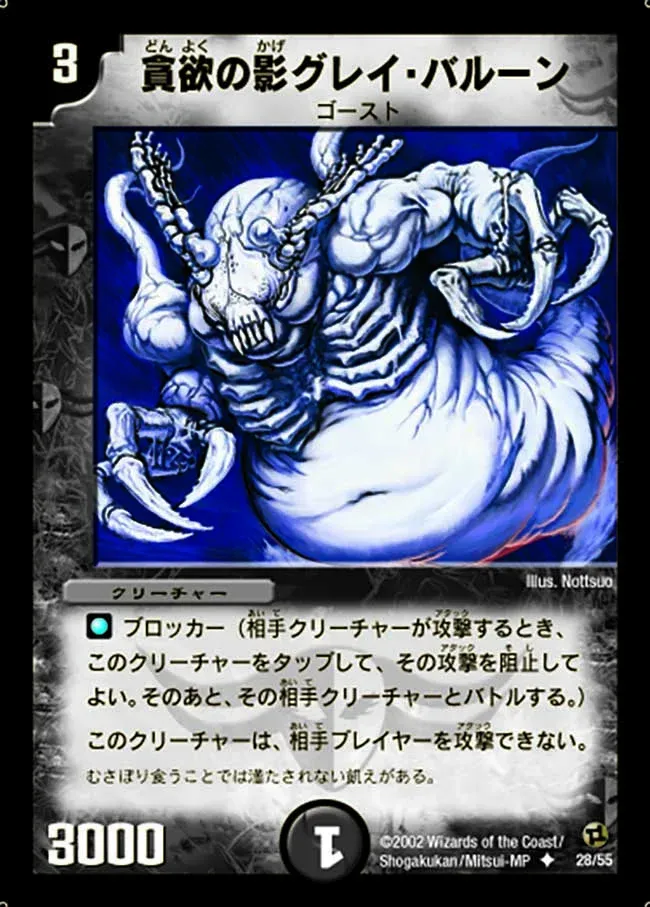 3
どん よく かげ
貪欲の影グレイ・バルーン
ゴースト
Illus. Nottsuo
クリーチャー
ブロッカー（相手クリーチャーが攻撃するとき、
このクリーチャーをタップして、その攻撃を阻止して
よい。そのあと、その相手クリーチャーとバトルする。）
このクリーチャーは、相手プレイヤーを攻撃できない。
むさぼり食うことでは満たされない飢えがある。
3000
1
©2002 Wizards of the Coast/
Shogakukan/Mitsui-MP
28/55